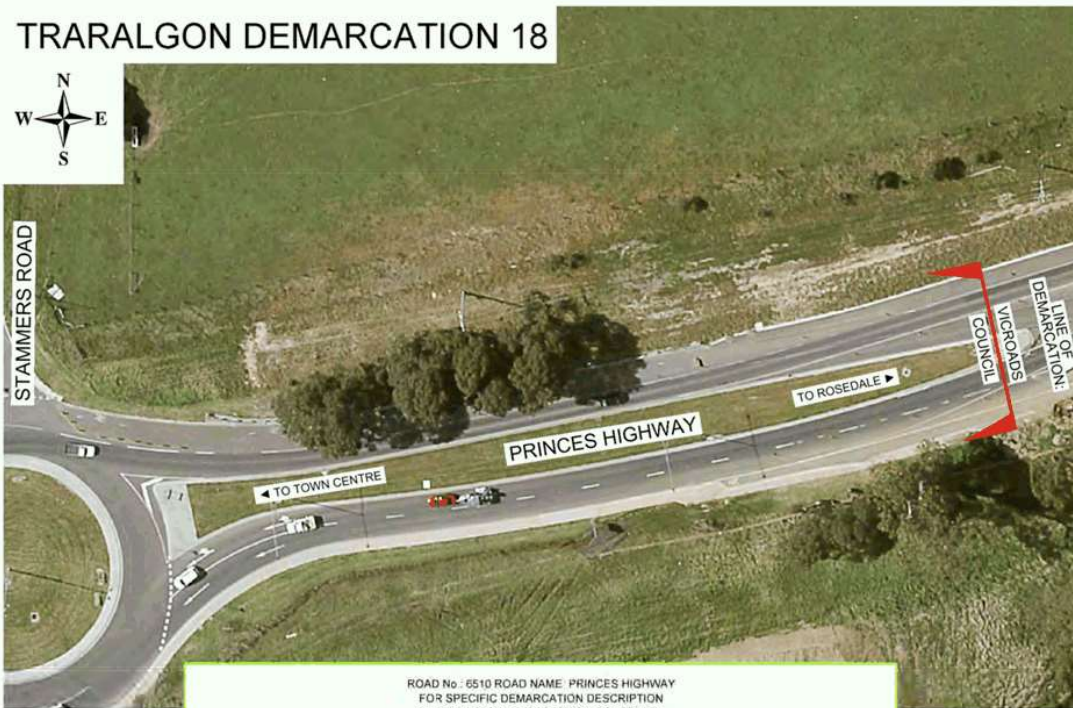 TRARALGON DEMARCATION 18
N
W E
S
STAMMERS ROAD
LINE OF
DEMARCATION:
VICROADS
COUNCIL
TO ROSEDALE ►
PRINCES HIGHWAY
◄ TO TOWN CENTRE
ROAD No.: 6510 ROAD NAME: PRINCES HIGHWAY
FOR SPECIFIC DEMARCATION DESCRIPTION